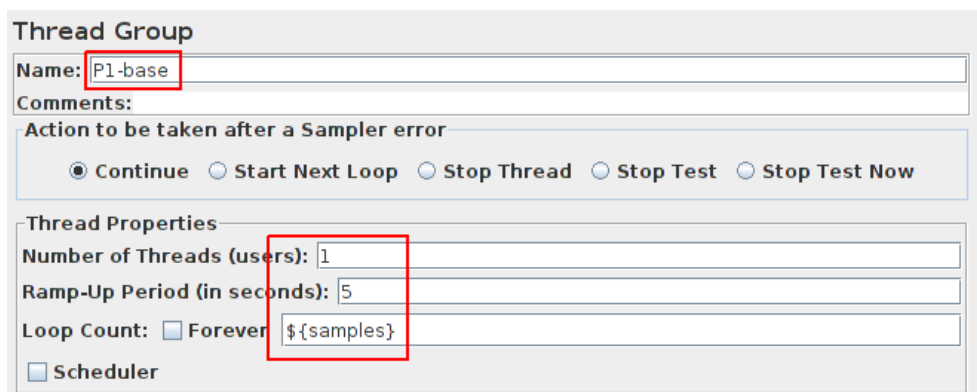 Thread Group
Name: P1-base
Comments:
Action to be taken after a Sampler error
Continue Start Next Loop Stop Thread Stop Test Stop Test Now
Thread Properties
Number of Threads (users): 1
Ramp-Up Period (in seconds): 5
Loop Count: Forever ${samples}
Scheduler